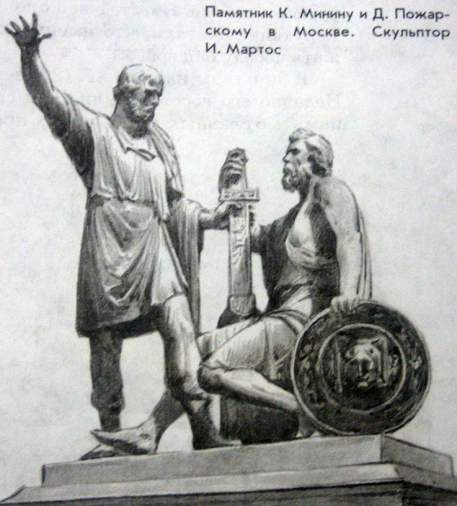 Памятник К. Минину и Д. Пожар-
скому в Москве. Скульптор
И. Мартос